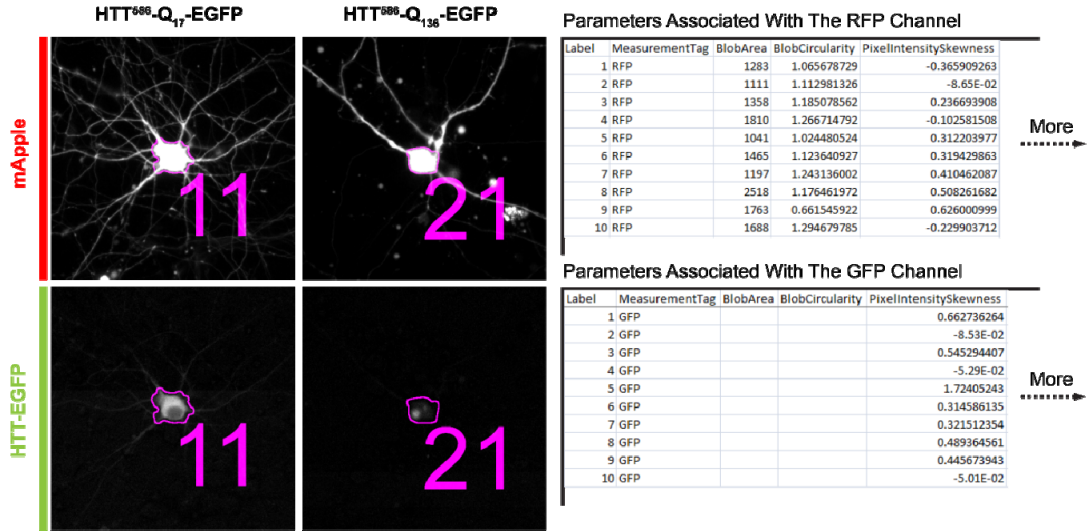 HTT⁵⁸⁶-Q₁₇-EGFP
HTT⁵⁸⁶-Q₁₃₆-EGFP
mApple
11
21
HTT-EGFP
11
21
Parameters Associated With The RFP Channel
Label MeasurementTag BlobArea BlobCircularity PixelIntensitySkewness
1 RFP 1283 1.065678729 -0.365909263
2 RFP 1111 1.112981326 -8.65E-02
3 RFP 1358 1.185078562 0.236693908
4 RFP 1810 1.266714792 -0.102581508
5 RFP 1041 1.024480524 0.312203977
6 RFP 1465 1.123640927 0.319429863
7 RFP 1197 1.243136002 0.410462087
8 RFP 2518 1.176461972 0.508261682
9 RFP 1763 0.661545922 0.626000999
10 RFP 1688 1.294679785 -0.229903712
More
Parameters Associated With The GFP Channel
Label MeasurementTag BlobArea BlobCircularity PixelIntensitySkewness
1 GFP 0.662736264
2 GFP -8.53E-02
3 GFP 0.545294407
4 GFP -5.29E-02
5 GFP 1.72405243
6 GFP 0.314586135
7 GFP 0.321512354
8 GFP 0.489364561
9 GFP 0.445673943
10 GFP -5.01E-02
More